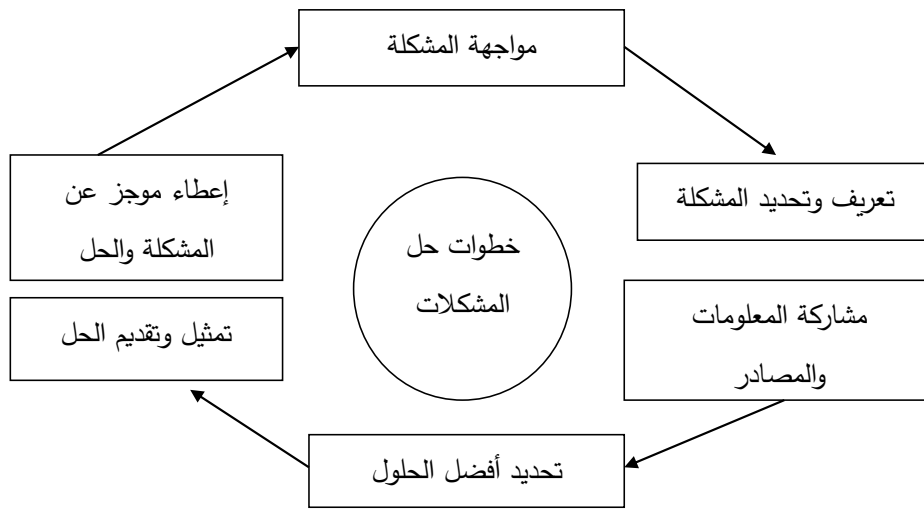 مواجهة المشكلة
تعريف وتحديد المشكلة
إعطاء موجز عن
المشكلة والحل
خطوات حل
المشكلات
مشاركة المعلومات
والمصادر
تمثيل وتقديم الحل
تحديد أفضل الحلول